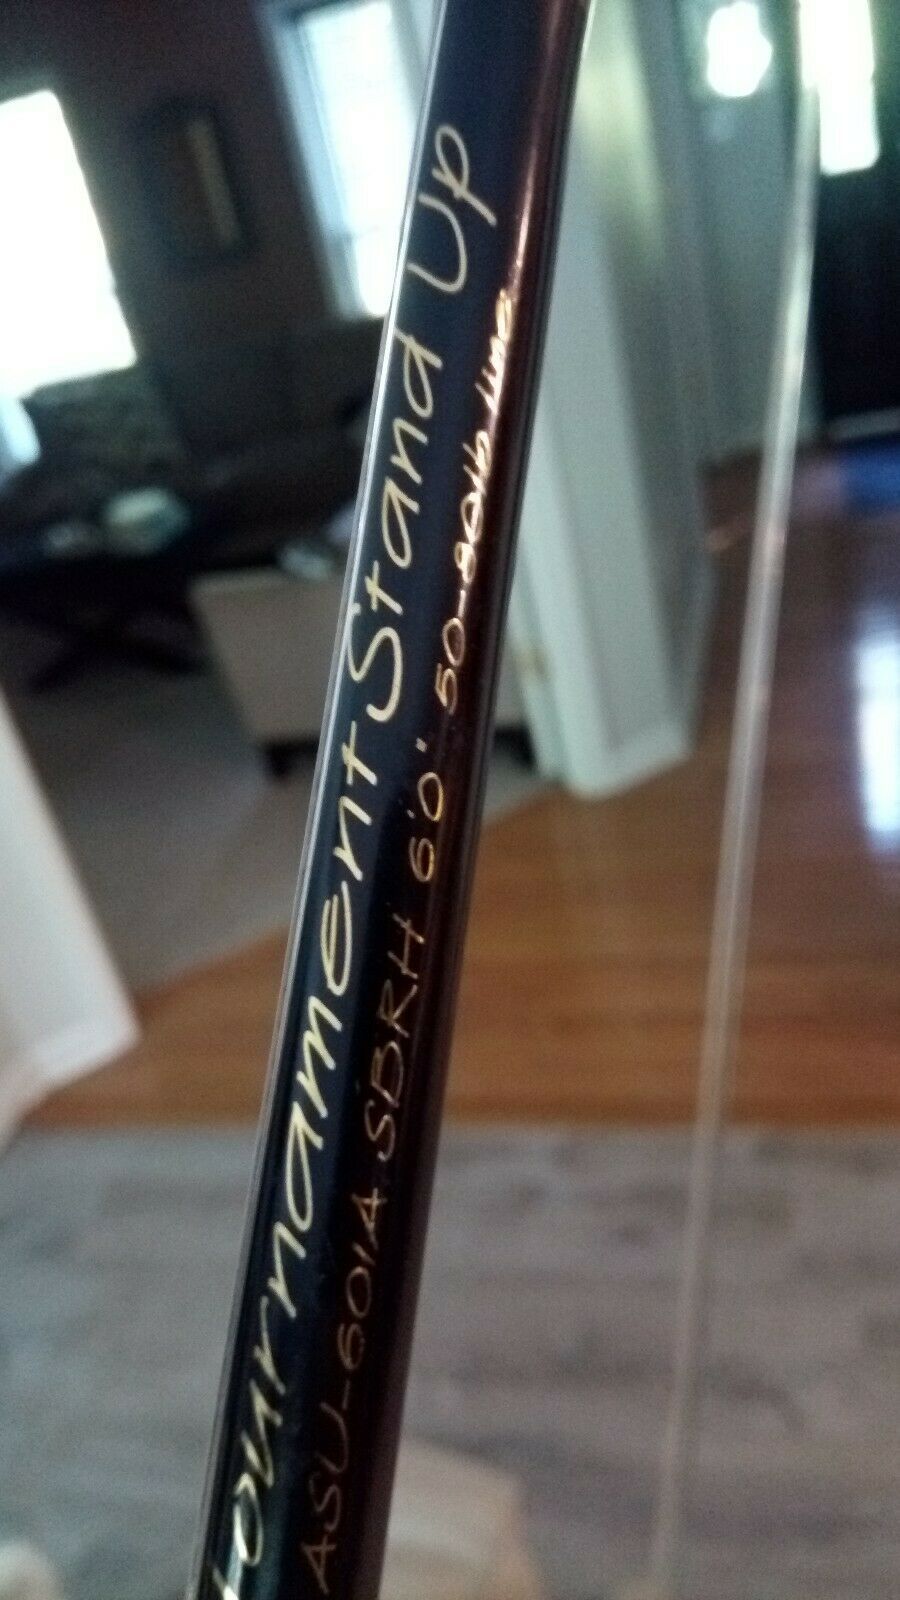 Tournament Stand Up
ASU-601A SBRH 6'0" 50-80lb line